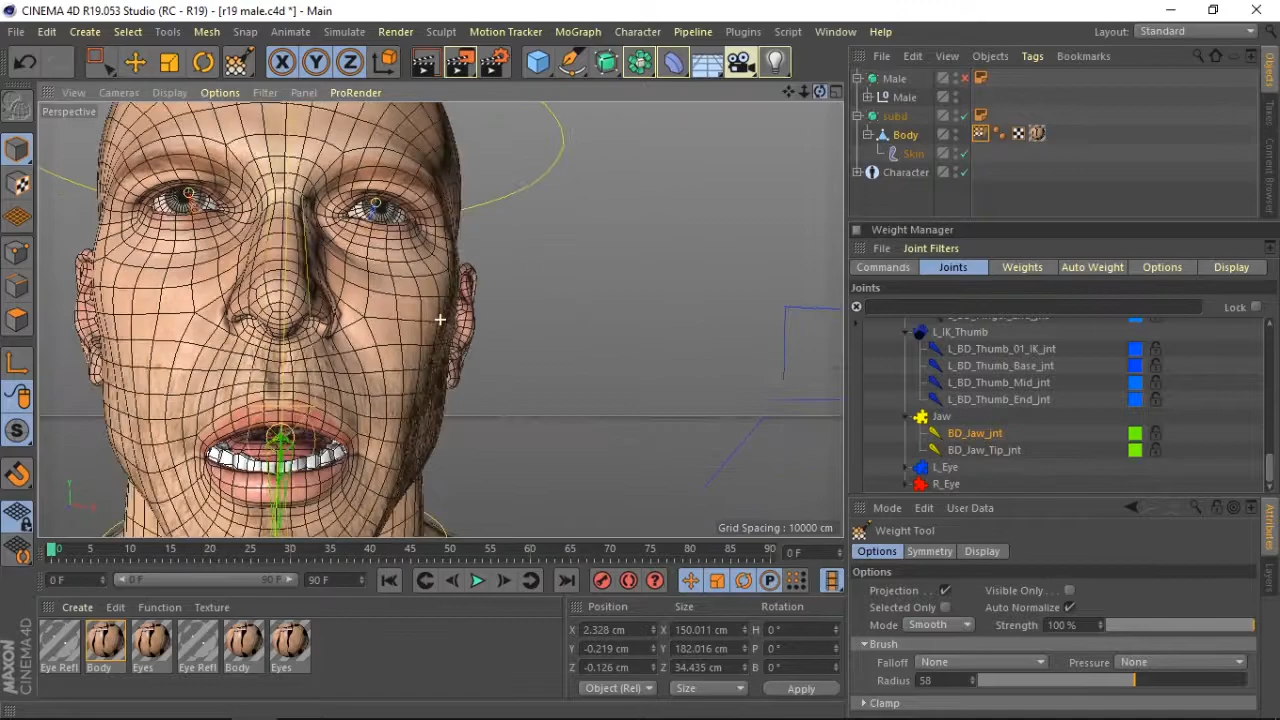 CINEMA 4D R19.053 Studio (RC - R19) - [r19 male.c4d *] - Main
File Edit Create Select Tools Mesh Snap Animate Simulate Render Sculpt Motion Tracker MoGraph Character Pipeline Plugins Script Window Help
Layout: Standard
File Edit View Objects Tags Bookmarks
View Cameras Display Options Filter Panel ProRender
Perspective
Male
Male
subd
Body
Skin
Character
Objects
Takes
Content Browser
Weight Manager
File Joint Filters
Commands Joints Weights Auto Weight Options Display
Joints
Lock
L_IK_Thumb
L_BD_Thumb_01_IK_jnt
L_BD_Thumb_Base_jnt
L_BD_Thumb_Mid_jnt
L_BD_Thumb_End_jnt
Jaw
BD_Jaw_jnt
BD_Jaw_Tip_jnt
L_Eye
R_Eye
Grid Spacing : 10000 cm
Mode Edit User Data
Weight Tool
Options Symmetry Display
Attributes
Layers
Options
Projection Visible Only
Selected Only Auto Normalize
Mode Smooth Strength 100 %
Brush
Falloff None Pressure None
Radius 58
Clamp
0 5 10 15 20 25 30 35 40 45 50 55 60 65 70 75 80 85 90 0 F
0 F 0 F 90 F 90 F
Create Edit Function Texture
Eye Refl Body Eyes Eye Refl Body Eyes
Position Size Rotation
X 2.328 cm X 150.011 cm H 0 °
Y -0.219 cm Y 182.016 cm P 0 °
Z -0.126 cm Z 34.435 cm B 0 °
Object (Rel) Size Apply
MAXON CINEMA 4D